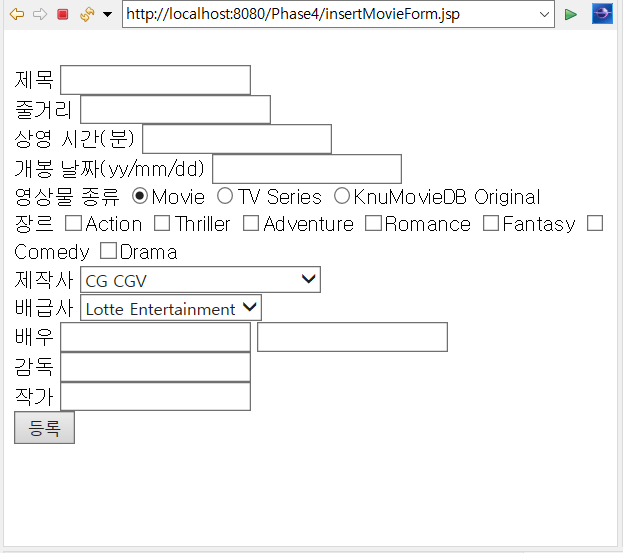 http://localhost:8080/Phase4/insertMovieForm.jsp
제목
줄거리
상영 시간(분)
개봉 날짜(yy/mm/dd)
영상물 종류 Movie TV Series KnuMovieDB Original
장르 Action Thriller Adventure Romance Fantasy
Comedy Drama
제작사 CG CGV
배급사 Lotte Entertainment
배우
감독
작가
등록